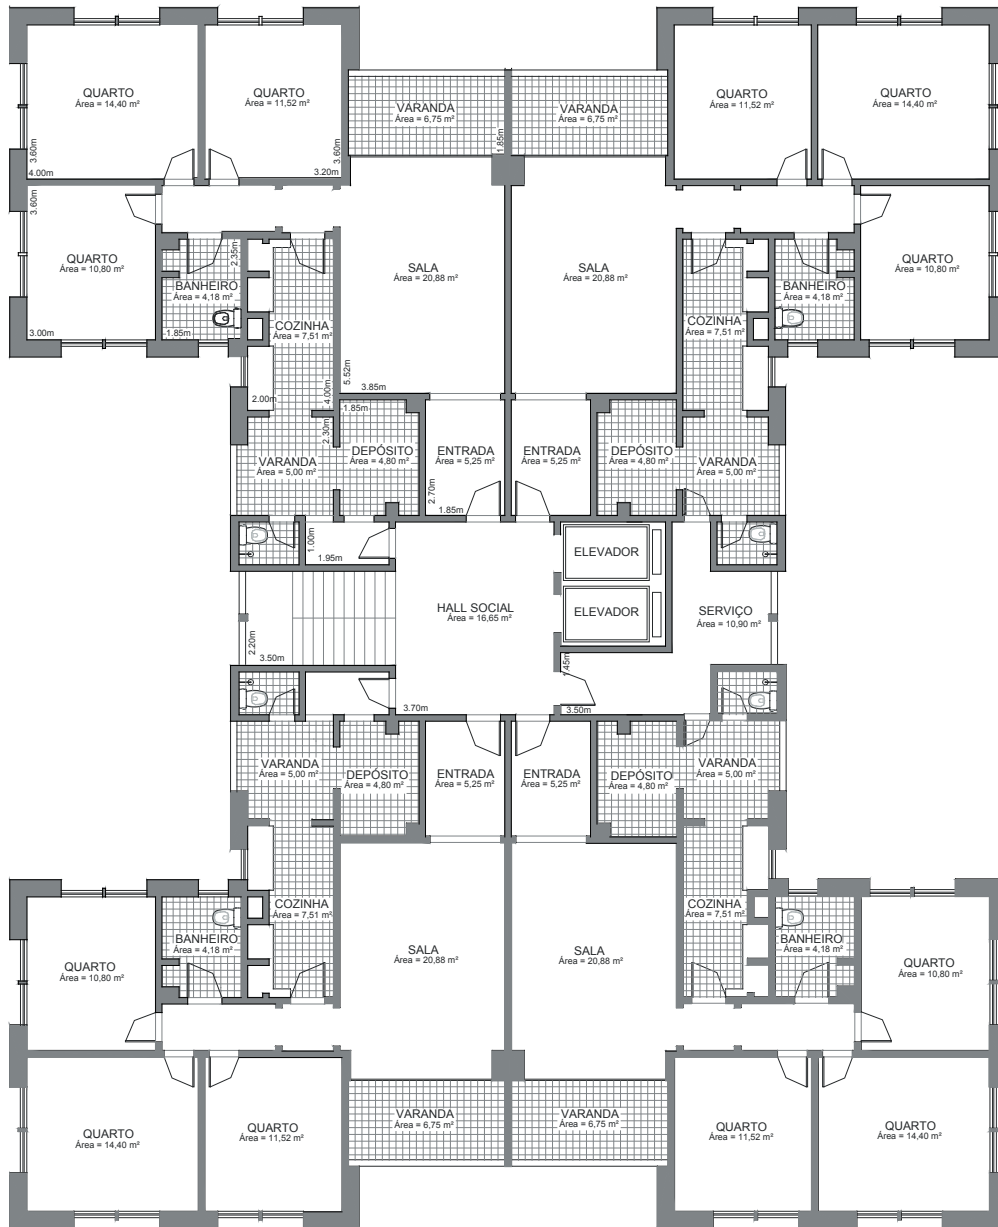 QUARTO
Área = 14,40 m²
QUARTO
Área = 11,52 m²
VARANDA
Área = 6,75 m²
VARANDA
Área = 6,75 m²
QUARTO
Área = 11,52 m²
QUARTO
Área = 14,40 m²
3.60m
4.00m
3.60m
3.20m
1.85m
3.60m
QUARTO
Área = 10,80 m²
3.00m
2.35m
BANHEIRO
Área = 4,18 m²
1.85m
COZINHA
Área = 7,51 m²
SALA
Área = 20,88 m²
SALA
Área = 20,88 m²
COZINHA
Área = 7,51 m²
BANHEIRO
Área = 4,18 m²
QUARTO
Área = 10,80 m²
5.52m
3.85m
2.00m
4.00m
1.85m
2.30m
VARANDA
Área = 5,00 m²
DEPÓSITO
Área = 4,80 m²
ENTRADA
Área = 5,25 m²
ENTRADA
Área = 5,25 m²
DEPÓSITO
Área = 4,80 m²
VARANDA
Área = 5,00 m²
2.70m
1.85m
1.00m
1.95m
ELEVADOR
ELEVADOR
HALL SOCIAL
Área = 16,65 m²
SERVIÇO
Área = 10,90 m²
2.20m
3.50m
1.45m
3.70m
3.50m
VARANDA
Área = 5,00 m²
DEPÓSITO
Área = 4,80 m²
ENTRADA
Área = 5,25 m²
ENTRADA
Área = 5,25 m²
DEPÓSITO
Área = 4,80 m²
VARANDA
Área = 5,00 m²
COZINHA
Área = 7,51 m²
COZINHA
Área = 7,51 m²
BANHEIRO
Área = 4,18 m²
BANHEIRO
Área = 4,18 m²
SALA
Área = 20,88 m²
SALA
Área = 20,88 m²
QUARTO
Área = 10,80 m²
QUARTO
Área = 10,80 m²
QUARTO
Área = 14,40 m²
QUARTO
Área = 11,52 m²
VARANDA
Área = 6,75 m²
VARANDA
Área = 6,75 m²
QUARTO
Área = 11,52 m²
QUARTO
Área = 14,40 m²